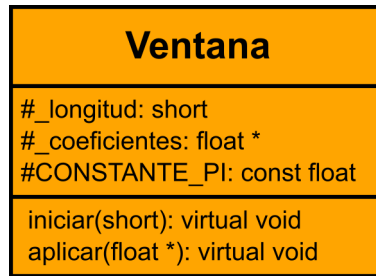 Ventana
#_longitud: short
#_coeficientes: float *
#CONSTANTE_PI: const float
iniciar(short): virtual void
aplicar(float *): virtual void